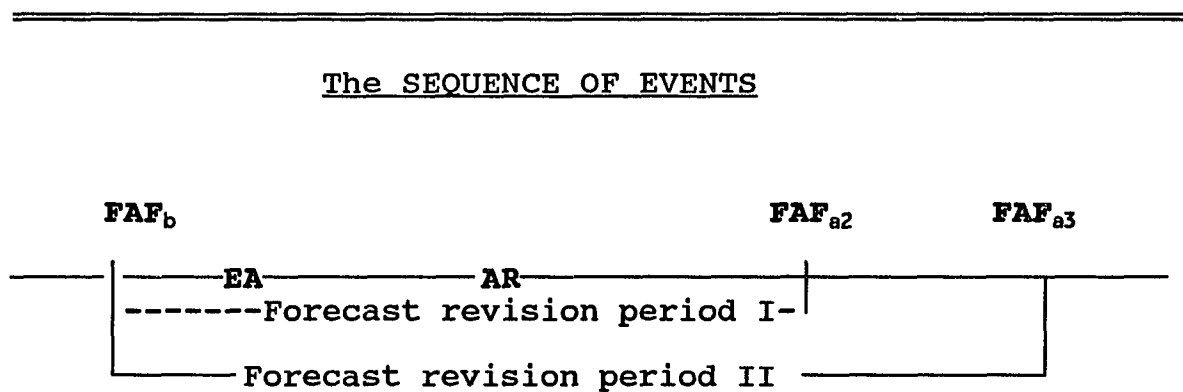 The SEQUENCE OF EVENTS
FAFb FAFa2 FAFa3
EA AR
Forecast revision period I
Forecast revision period II